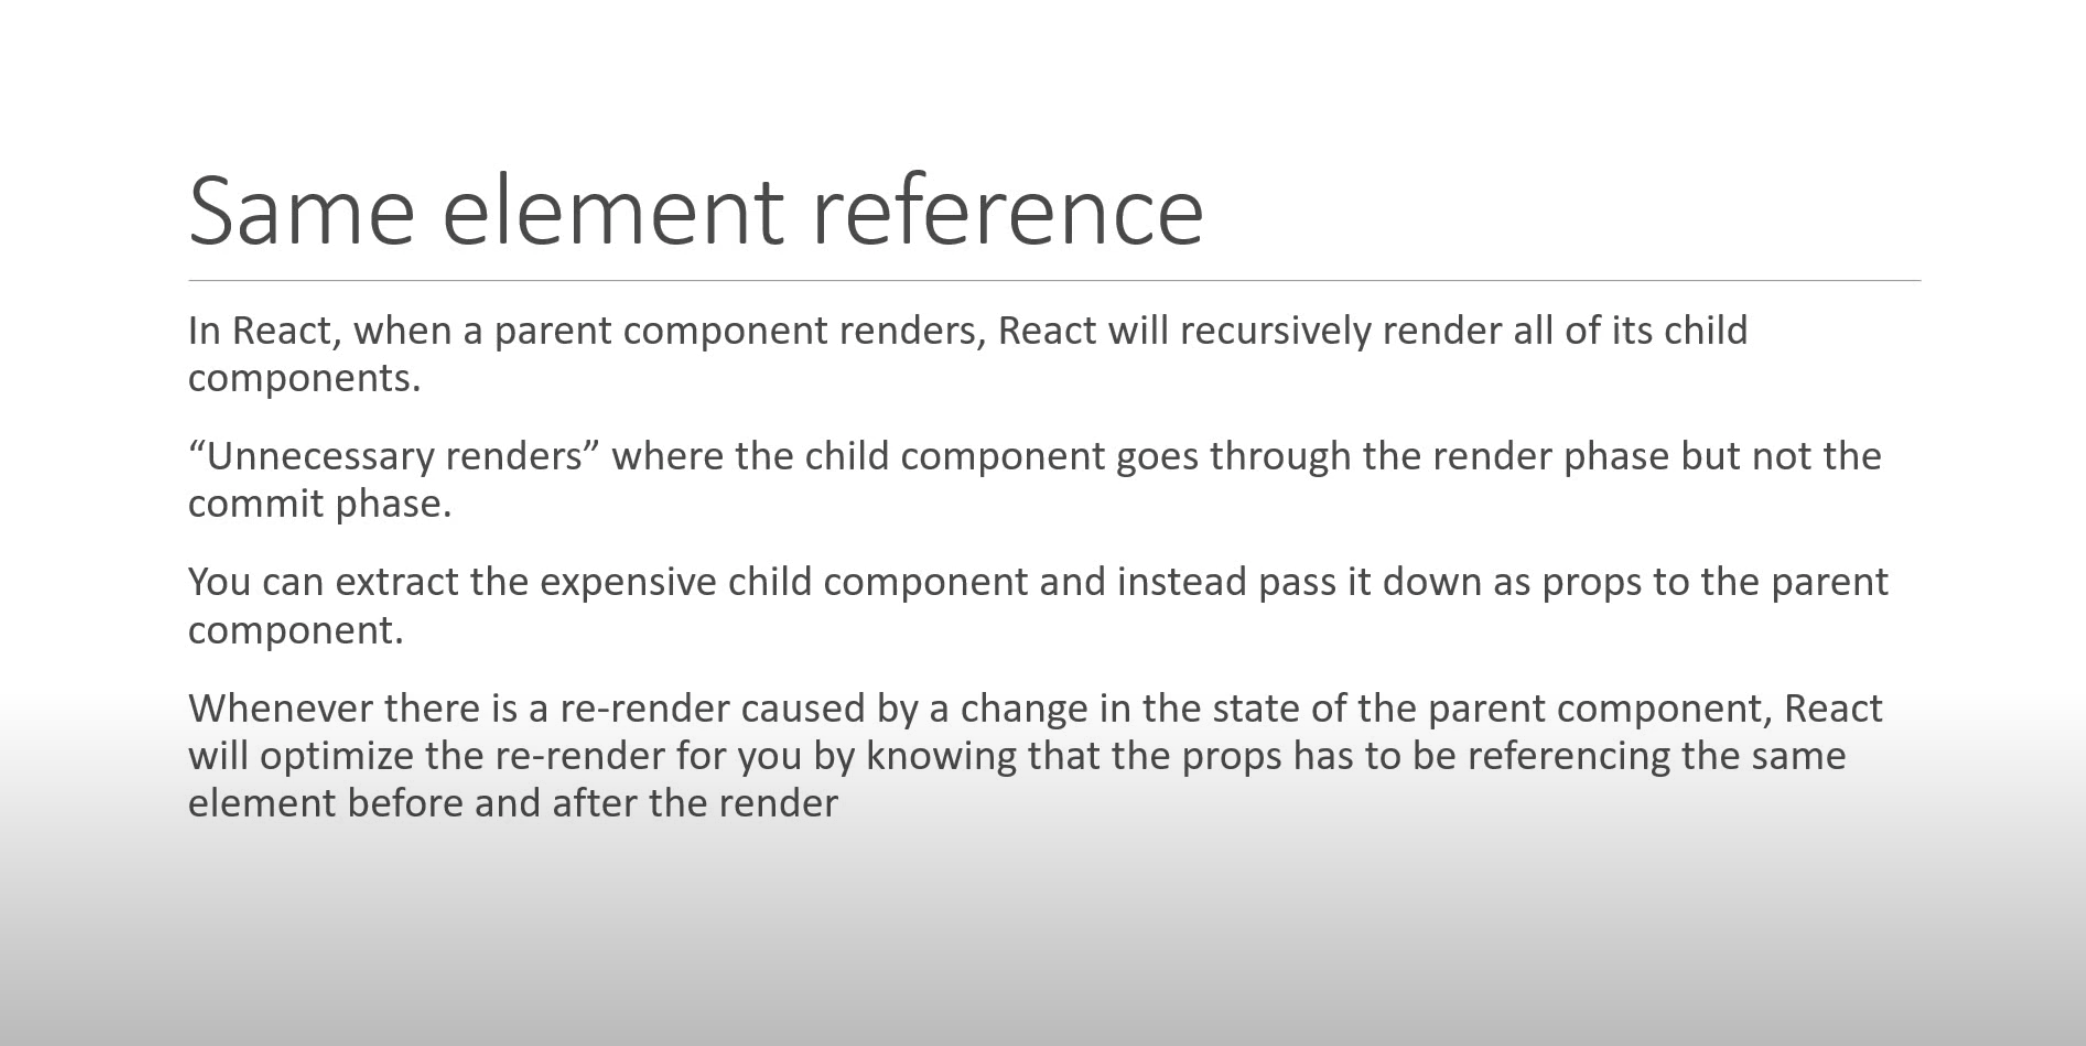 Same element reference
In React, when a parent component renders, React will recursively render all of its child
components.
“Unnecessary renders” where the child component goes through the render phase but not the
commit phase.
You can extract the expensive child component and instead pass it down as props to the parent
component.
Whenever there is a re-render caused by a change in the state of the parent component, React
will optimize the re-render for you by knowing that the props has to be referencing the same
element before and after the render